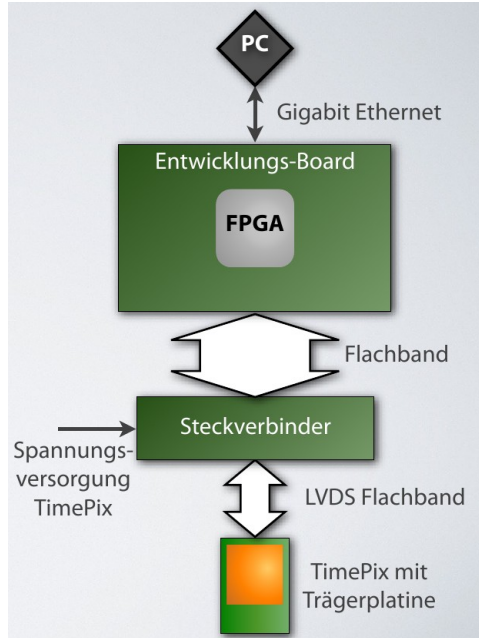 PC
Gigabit Ethernet
Entwicklungs-Board
FPGA
Flachband
Steckverbinder
Spannungs-
versorgung
TimePix
LVDS Flachband
TimePix mit
Trägerplatine